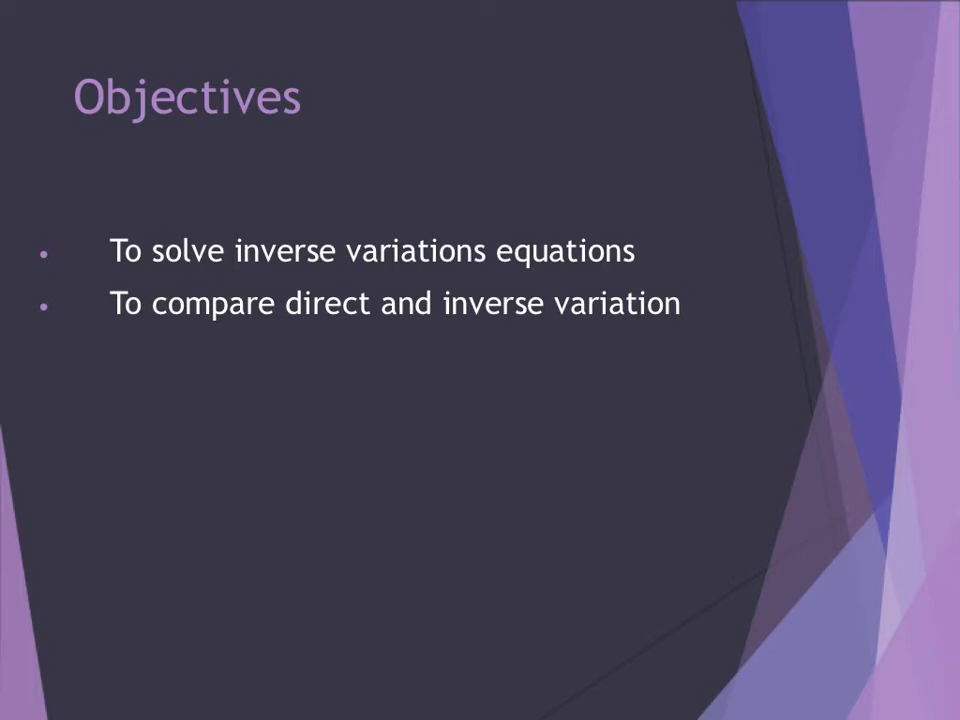 Objectives
• To solve inverse variations equations
• To compare direct and inverse variation